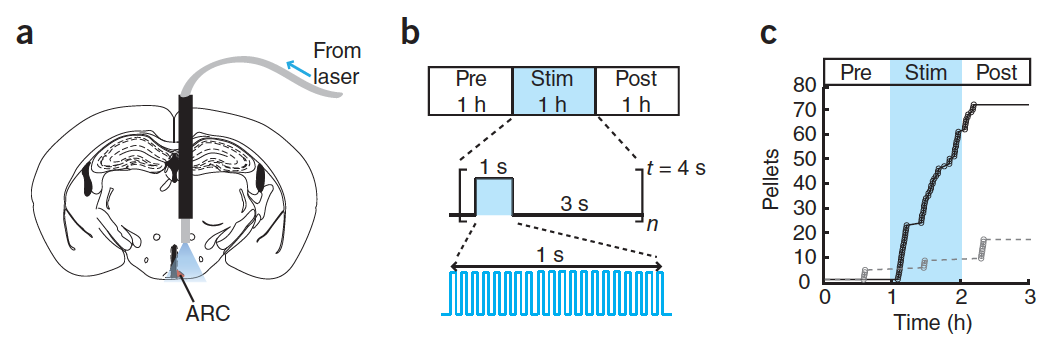 a
From
laser
ARC
b
Pre Stim Post
1 h 1 h 1 h
1 s
t = 4 s
3 s
n
1 s
c
Pre Stim Post
80
70
60
50
40
30
20
10
0
Pellets
0 1 2 3
Time (h)